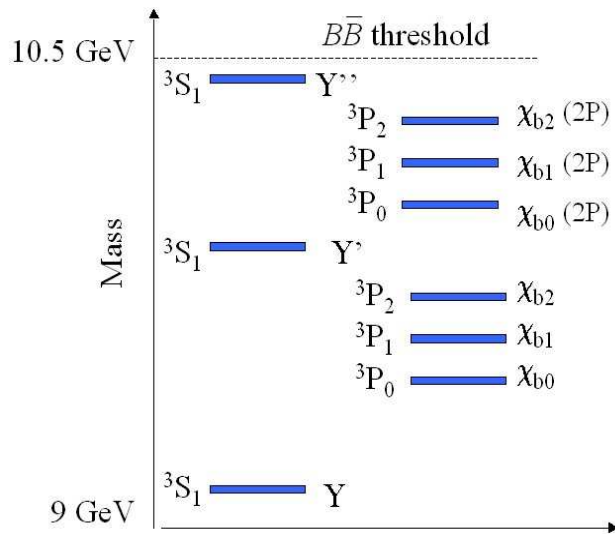 BB̅ threshold
10.5 GeV
³S₁ Y’’
³P₂ χb2 (2P)
³P₁ χb1 (2P)
³P₀ χb0 (2P)
³S₁ Y’
Mass
³P₂ χb2
³P₁ χb1
³P₀ χb0
³S₁ Y
9 GeV